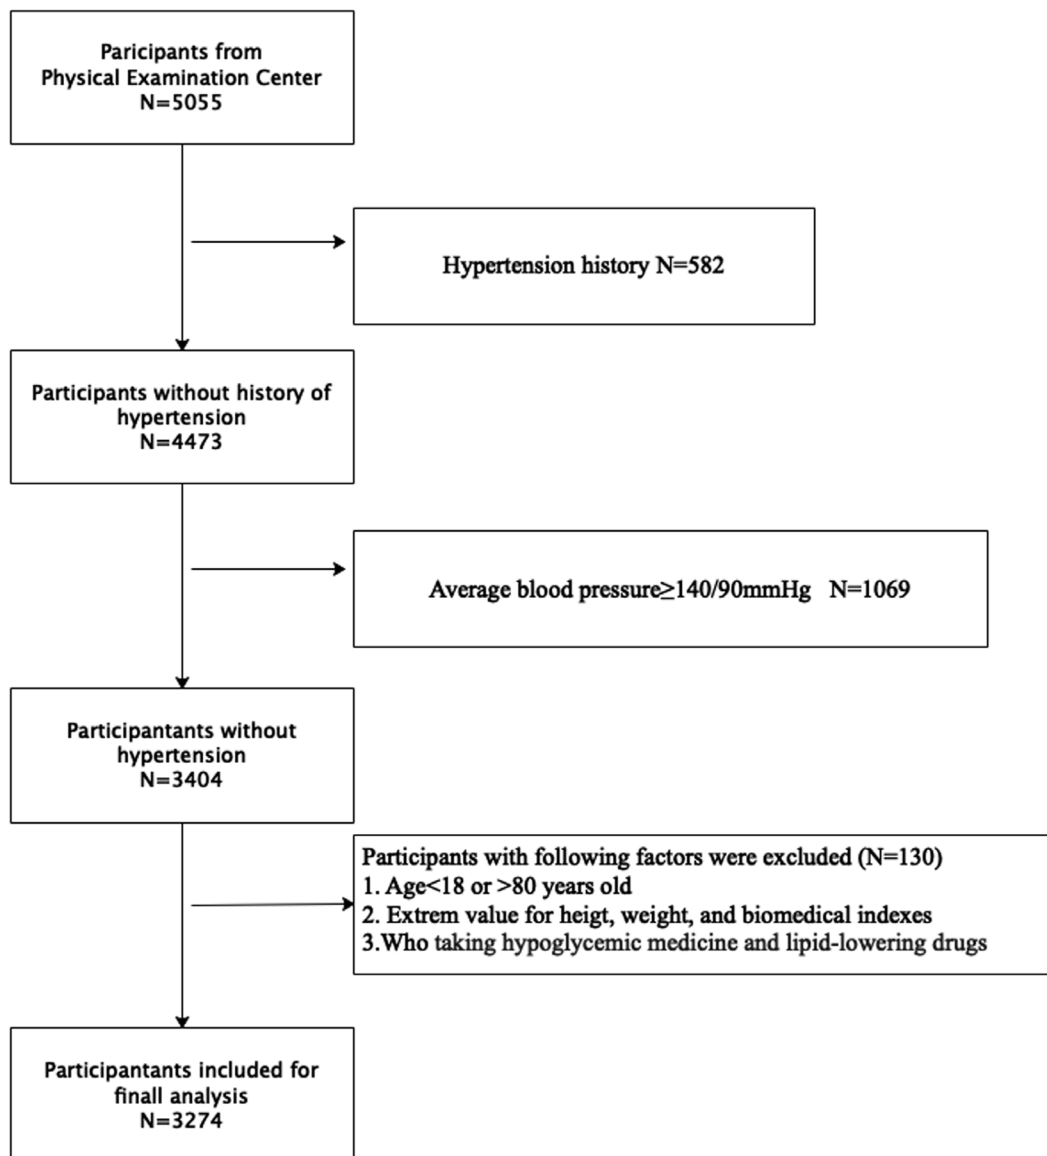 Paricipants from
Physical Examination Center
N=5055
Hypertension history N=582
Participants without history of
hypertension
N=4473
Average blood pressure≥140/90mmHg N=1069
Participantants without
hypertension
N=3404
Participants with following factors were excluded (N=130)
1. Age<18 or >80 years old
2. Extrem value for heigt, weight, and biomedical indexes
3.Who taking hypoglycemic medicine and lipid-lowering drugs
Participantants included for
finall analysis
N=3274